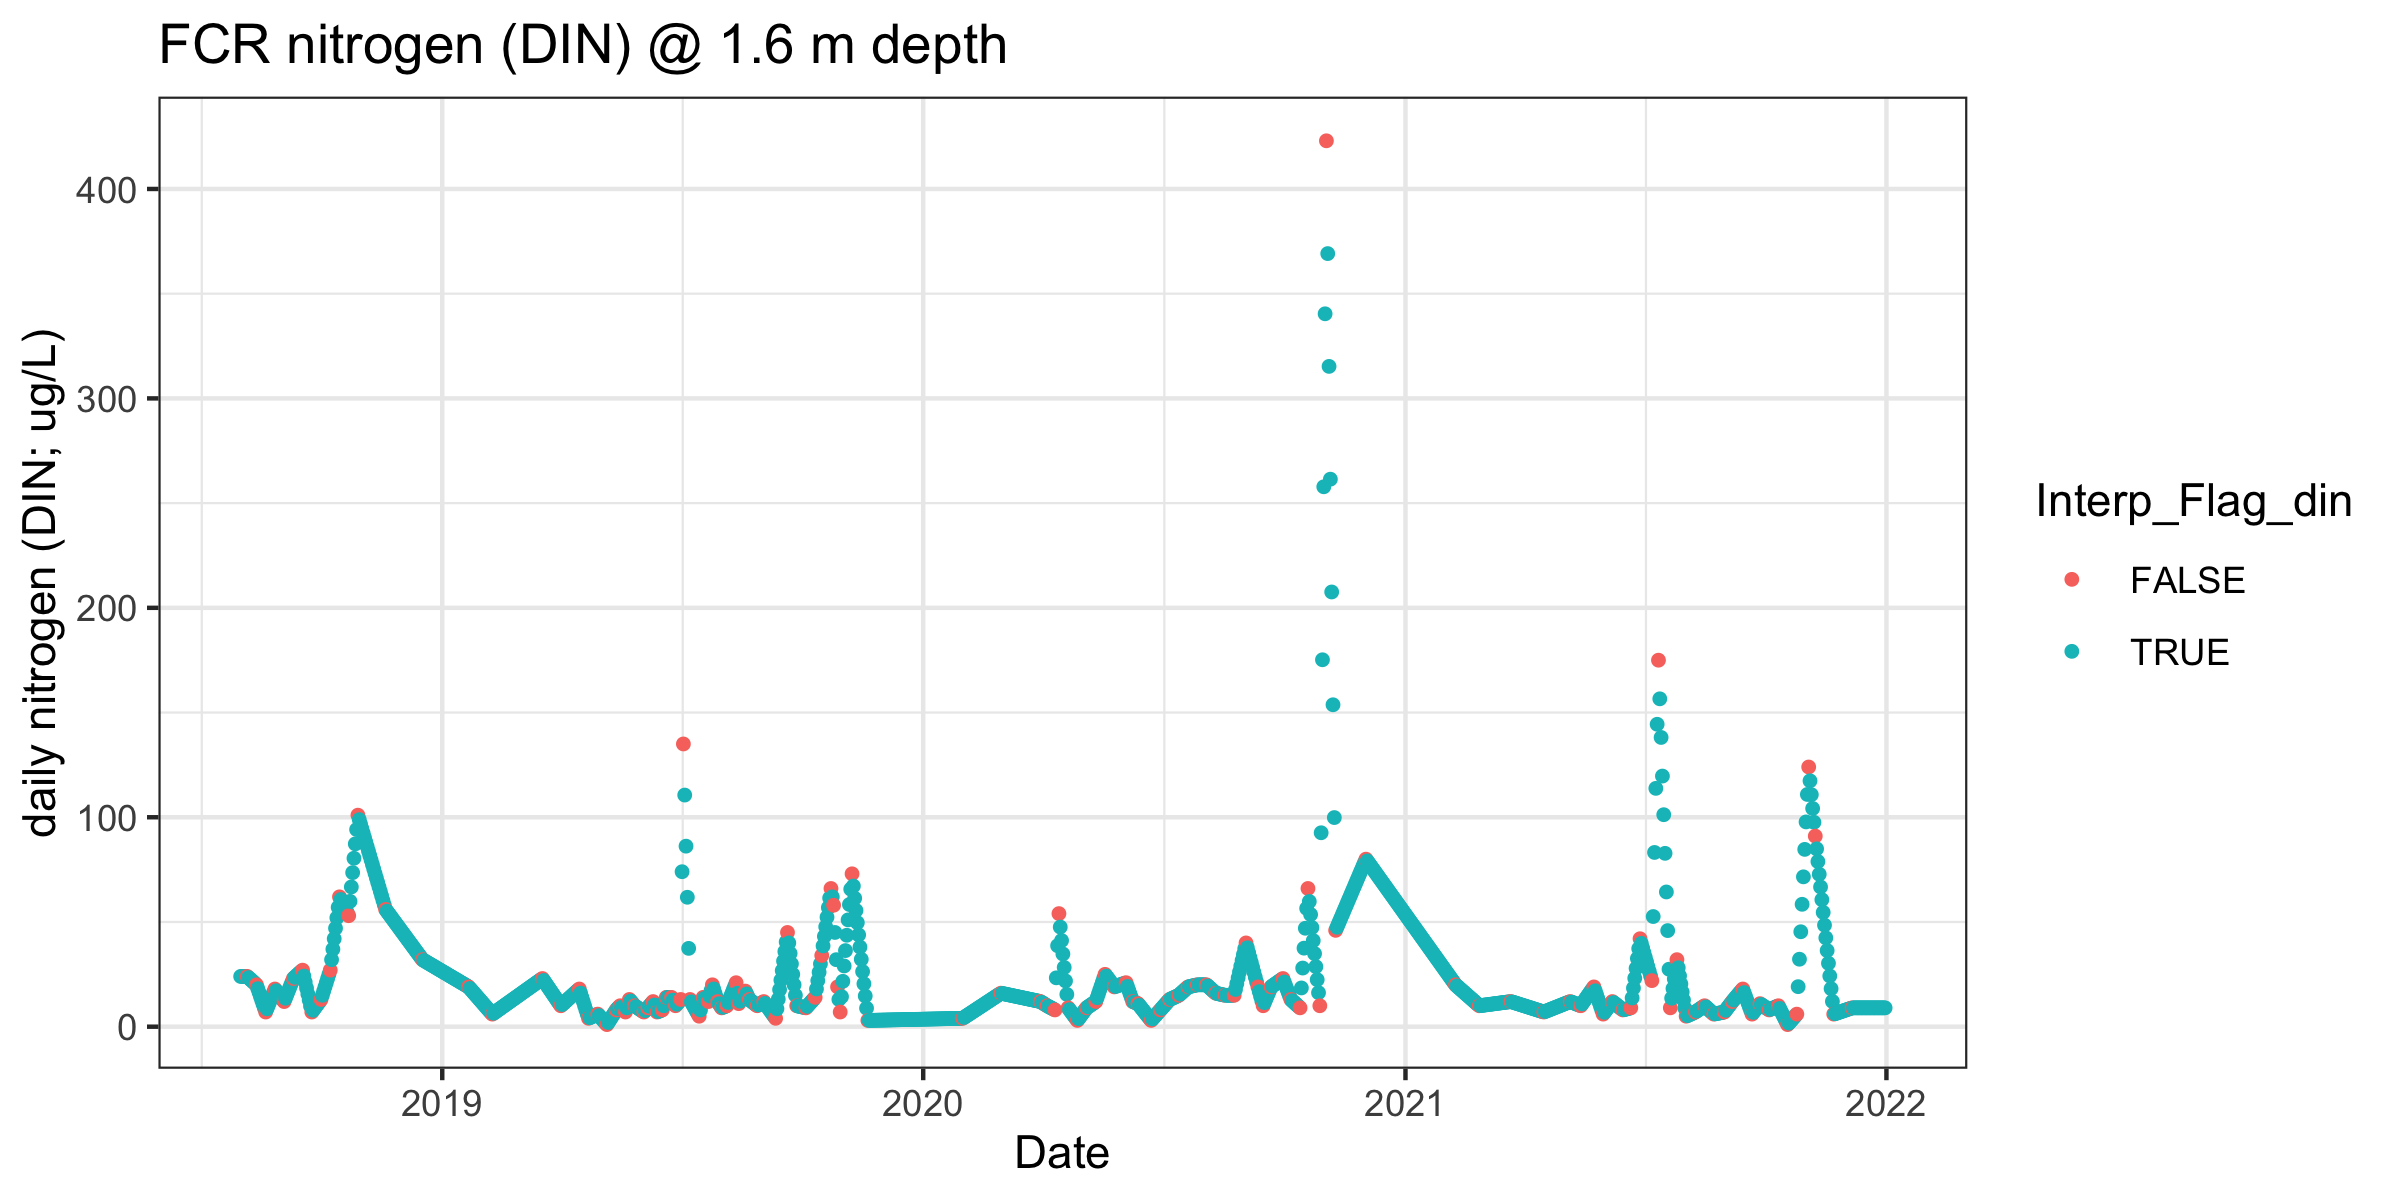 FCR nitrogen (DIN) @ 1.6 m depth
daily nitrogen (DIN; ug/L)
400
300
200
100
0
2019 2020 2021 2022
Date
Interp_Flag_din
FALSE
TRUE